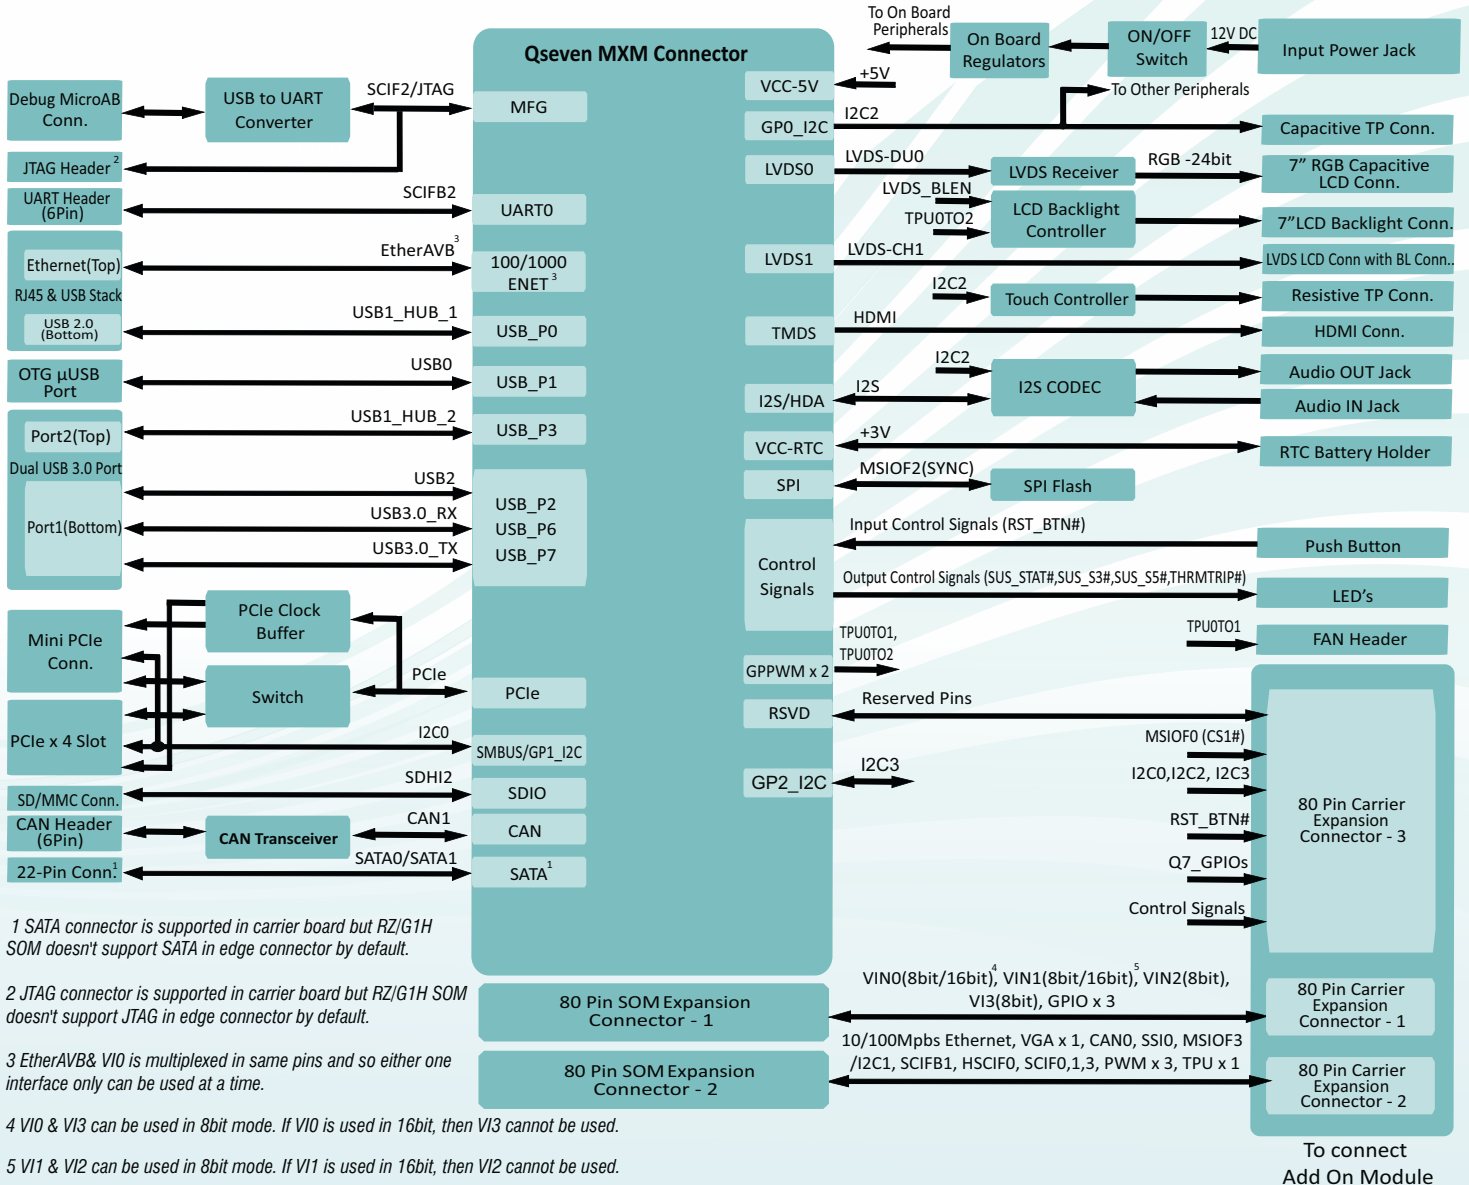 Qseven MXM Connector
Debug MicroAB
Conn.
USB to UART
Converter
SCIF2/JTAG
MFG
JTAG Header 2
UART Header
(6Pin)
SCIFB2
UART0
Ethernet(Top)
RJ45 & USB Stack
USB 2.0
(Bottom)
EtherAVB 3
100/1000
ENET 3
USB1_HUB_1
USB_P0
OTG µUSB
Port
USB0
USB_P1
Port2(Top)
Dual USB 3.0 Port
Port1(Bottom)
USB1_HUB_2
USB_P3
USB2
USB3.0_RX
USB3.0_TX
USB_P2
USB_P6
USB_P7
Mini PCIe
Conn.
PCIe Clock
Buffer
Switch
PCIe
PCIe
PCIe x 4 Slot
I2C0
SMBUS/GP1_I2C
SD/MMC Conn.
SDHI2
SDIO
CAN Header
(6Pin)
CAN Transceiver
CAN1
CAN
22-Pin Conn. 1
SATA0/SATA1
SATA 1
To On Board
Peripherals
On Board
Regulators
ON/OFF
Switch
12V DC
Input Power Jack
VCC-5V
+5V
To Other Peripherals
GP0_I2C
I2C2
Capacitive TP Conn.
LVDS0
LVDS-DU0
LVDS Receiver
RGB -24bit
7” RGB Capacitive
LCD Conn.
LVDS_BLEN
TPU0TO2
LCD Backlight
Controller
7”LCD Backlight Conn.
LVDS1
LVDS-CH1
LVDS LCD Conn with BL Conn..
I2C2
Touch Controller
Resistive TP Conn.
TMDS
HDMI
HDMI Conn.
I2C2
I2S/HDA
I2S
I2S CODEC
Audio OUT Jack
Audio IN Jack
VCC-RTC
+3V
RTC Battery Holder
SPI
MSIOF2(SYNC)
SPI Flash
Control
Signals
Input Control Signals (RST_BTN#)
Push Button
Output Control Signals (SUS_STAT#,SUS_S3#,SUS_S5#,THRMTRIP#)
LED’s
TPU0TO1,
TPU0TO2
GPPWM x 2
TPU0TO1
FAN Header
RSVD
Reserved Pins
GP2_I2C
I2C3
MSIOF0 (CS1#)
I2C0,I2C2, I2C3
RST_BTN#
Q7_GPIOs
Control Signals
80 Pin Carrier
Expansion
Connector - 3
80 Pin SOM Expansion
Connector - 1
VIN0(8bit/16bit)4, VIN1(8bit/16bit)5, VIN2(8bit),
VI3(8bit), GPIO x 3
80 Pin Carrier
Expansion
Connector - 1
80 Pin SOM Expansion
Connector - 2
10/100Mpbs Ethernet, VGA x 1, CAN0, SSI0, MSIOF3
/I2C1, SCIFB1, HSCIF0, SCIF0,1,3, PWM x 3, TPU x 1
80 Pin Carrier
Expansion
Connector - 2
To connect
Add On Module
1 SATA connector is supported in carrier board but RZ/G1H
SOM doesn't support SATA in edge connector by default.
2 JTAG connector is supported in carrier board but RZ/G1H SOM
doesn't support JTAG in edge connector by default.
3 EtherAVB& VI0 is multiplexed in same pins and so either one
interface only can be used at a time.
4 VI0 & VI3 can be used in 8bit mode. If VI0 is used in 16bit, then VI3 cannot be used.
5 VI1 & VI2 can be used in 8bit mode. If VI1 is used in 16bit, then VI2 cannot be used.